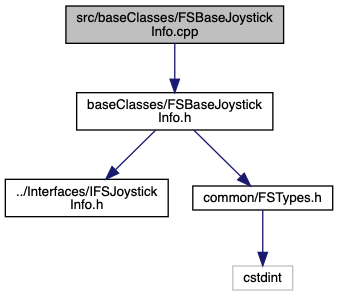 src/baseClasses/FSBaseJoystick
Info.cpp
baseClasses/FSBaseJoystick
Info.h
../Interfaces/IFSJoystick
Info.h
common/FSTypes.h
cstdint